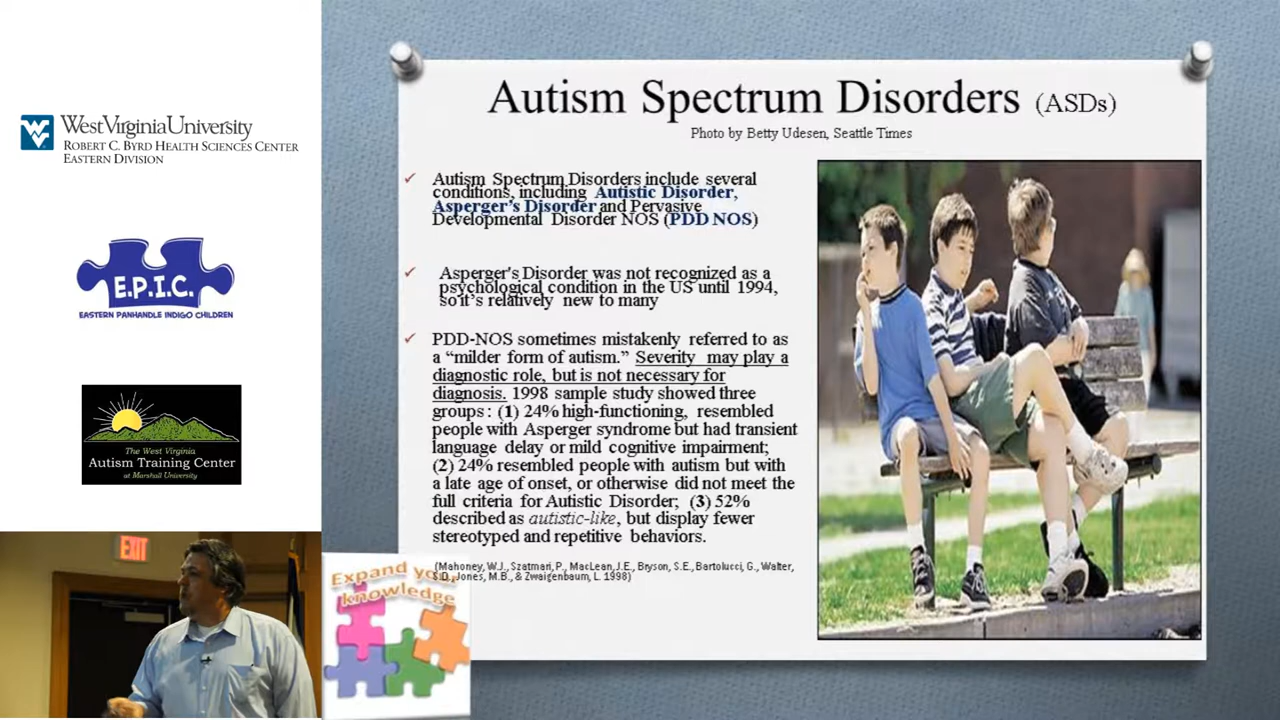 West Virginia University
ROBERT C. BYRD HEALTH SCIENCES CENTER
EASTERN DIVISION
E.P.I.C.
EASTERN PANHANDLE INDIGO CHILDREN
The West Virginia
Autism Training Center
at Marshall University
EXIT
Expand your
knowledge
Autism Spectrum Disorders (ASDs)
Photo by Betty Udesen, Seattle Times
Autism Spectrum Disorders include several
conditions, including Autistic Disorder,
Asperger's Disorder and Pervasive
Developmental Disorder NOS (PDD NOS)
Asperger's Disorder was not recognized as a
psychological condition in the US until 1994,
so it's relatively new to many
PDD-NOS sometimes mistakenly referred to as
a “milder form of autism.” Severity may play a
diagnostic role, but is not necessary for
diagnosis. 1998 sample study showed three
groups: (1) 24% high-functioning, resembled
people with Asperger syndrome but had transient
language delay or mild cognitive impairment;
(2) 24% resembled people with autism but with
a late age of onset, or otherwise did not meet the
full criteria for Autistic Disorder; (3) 52%
described as autistic-like, but display fewer
stereotyped and repetitive behaviors.
(Mahoney, W.J., Szatmari, P., MacLean, J.E., Bryson, S.E., Bartolucci, G., Walter,
S.D., Jones, M.B., & Zwaigenbaum, L. 1998)